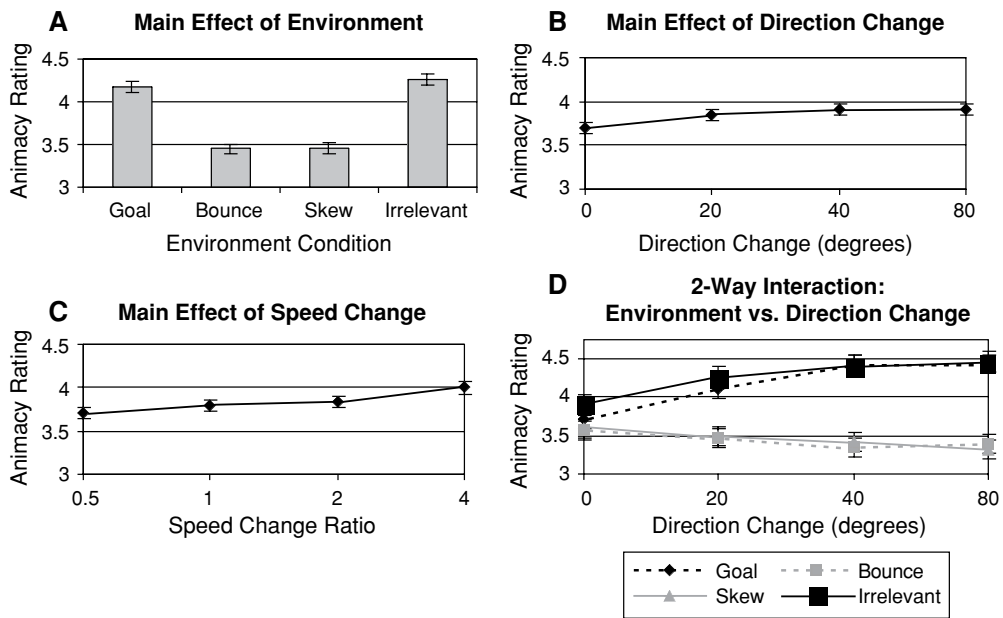 A
Main Effect of Environment
Animacy Rating
4.5
4
3.5
3
Goal Bounce Skew Irrelevant
Environment Condition
B
Main Effect of Direction Change
Animacy Rating
4.5
4
3.5
3
0 20 40 80
Direction Change (degrees)
C
Main Effect of Speed Change
Animacy Rating
4.5
4
3.5
3
0.5 1 2 4
Speed Change Ratio
D
2-Way Interaction:
Environment vs. Direction Change
Animacy Rating
4.5
4
3.5
3
0 20 40 80
Direction Change (degrees)
Goal Bounce
Skew Irrelevant